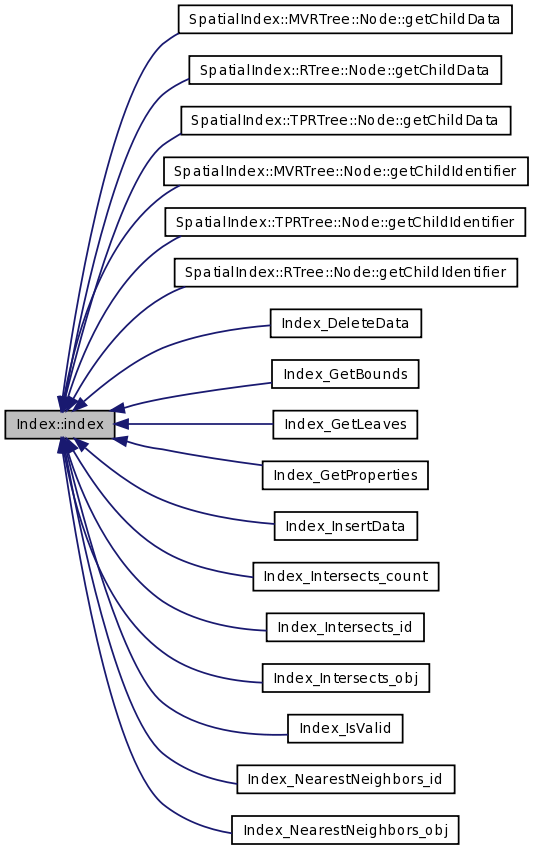 SpatialIndex::MVRTree::Node::getChildData
SpatialIndex::RTree::Node::getChildData
SpatialIndex::TPRTree::Node::getChildData
SpatialIndex::MVRTree::Node::getChildIdentifier
SpatialIndex::TPRTree::Node::getChildIdentifier
SpatialIndex::RTree::Node::getChildIdentifier
Index_DeleteData
Index_GetBounds
Index::index
Index_GetLeaves
Index_GetProperties
Index_InsertData
Index_Intersects_count
Index_Intersects_id
Index_Intersects_obj
Index_IsValid
Index_NearestNeighbors_id
Index_NearestNeighbors_obj